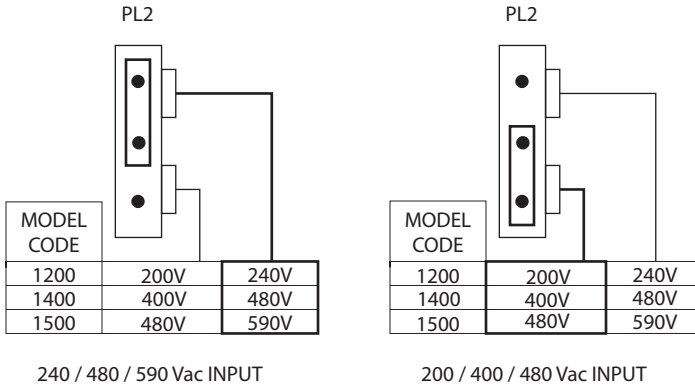 PL2
MODEL
CODE
1200 200V 240V
1400 400V 480V
1500 480V 590V
240 / 480 / 590 Vac INPUT
PL2
MODEL
CODE
1200 200V 240V
1400 400V 480V
1500 480V 590V
200 / 400 / 480 Vac INPUT